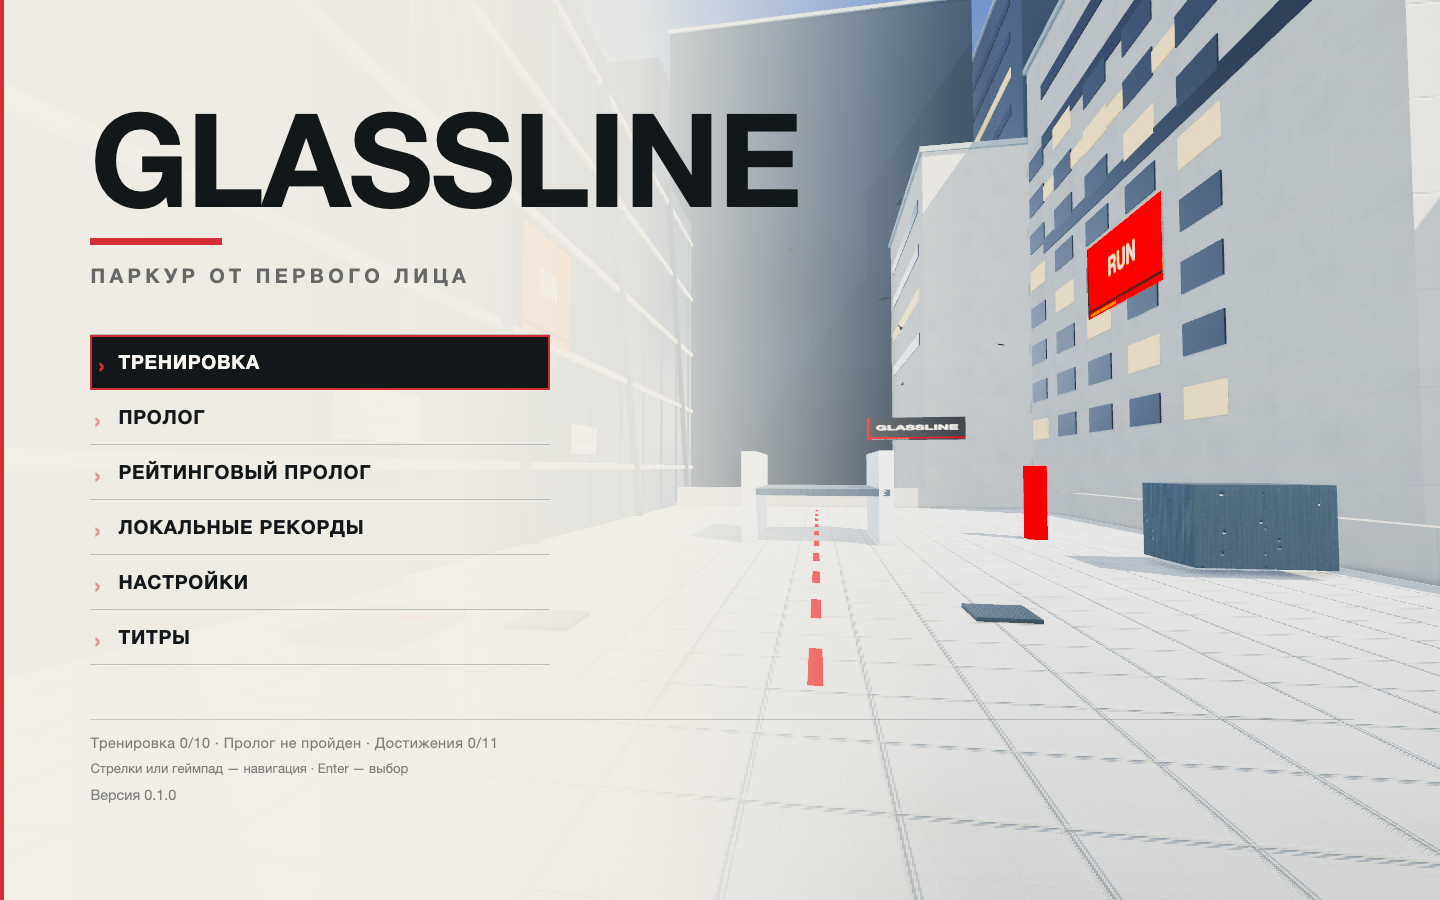 GLASSLINE
ПАРКУР ОТ ПЕРВОГО ЛИЦА
› ТРЕНИРОВКА
› ПРОЛОГ
› РЕЙТИНГОВЫЙ ПРОЛОГ
› ЛОКАЛЬНЫЕ РЕКОРДЫ
› НАСТРОЙКИ
› ТИТРЫ
Тренировка 0/10 · Пролог не пройден · Достижения 0/11
Стрелки или геймпад — навигация · Enter — выбор
Версия 0.1.0
RUN
RUN
GLASSLINE